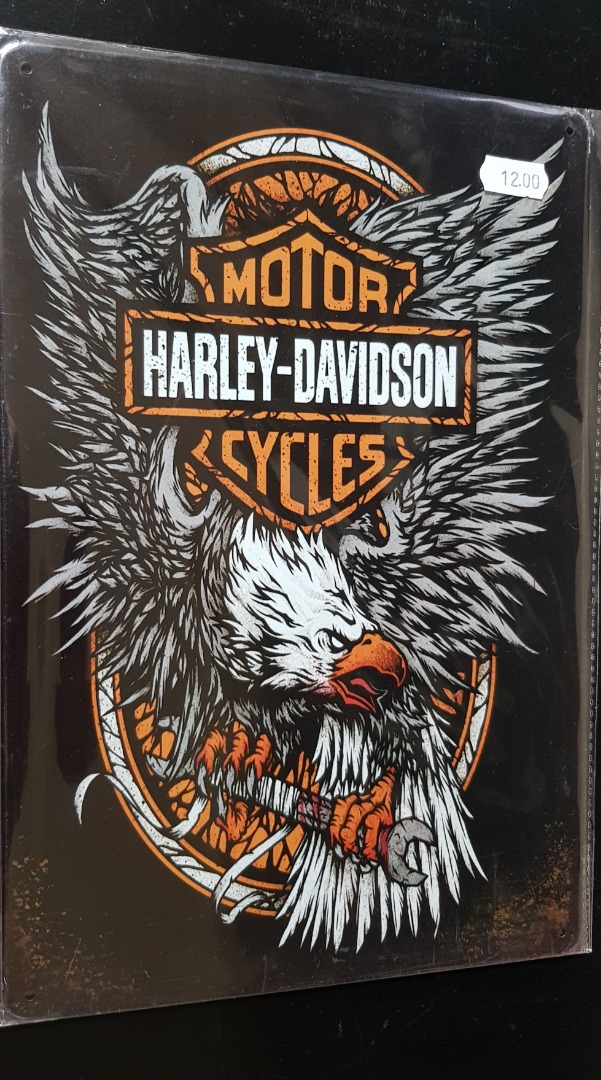 12.00
MOTOR
HARLEY-DAVIDSON
CYCLES